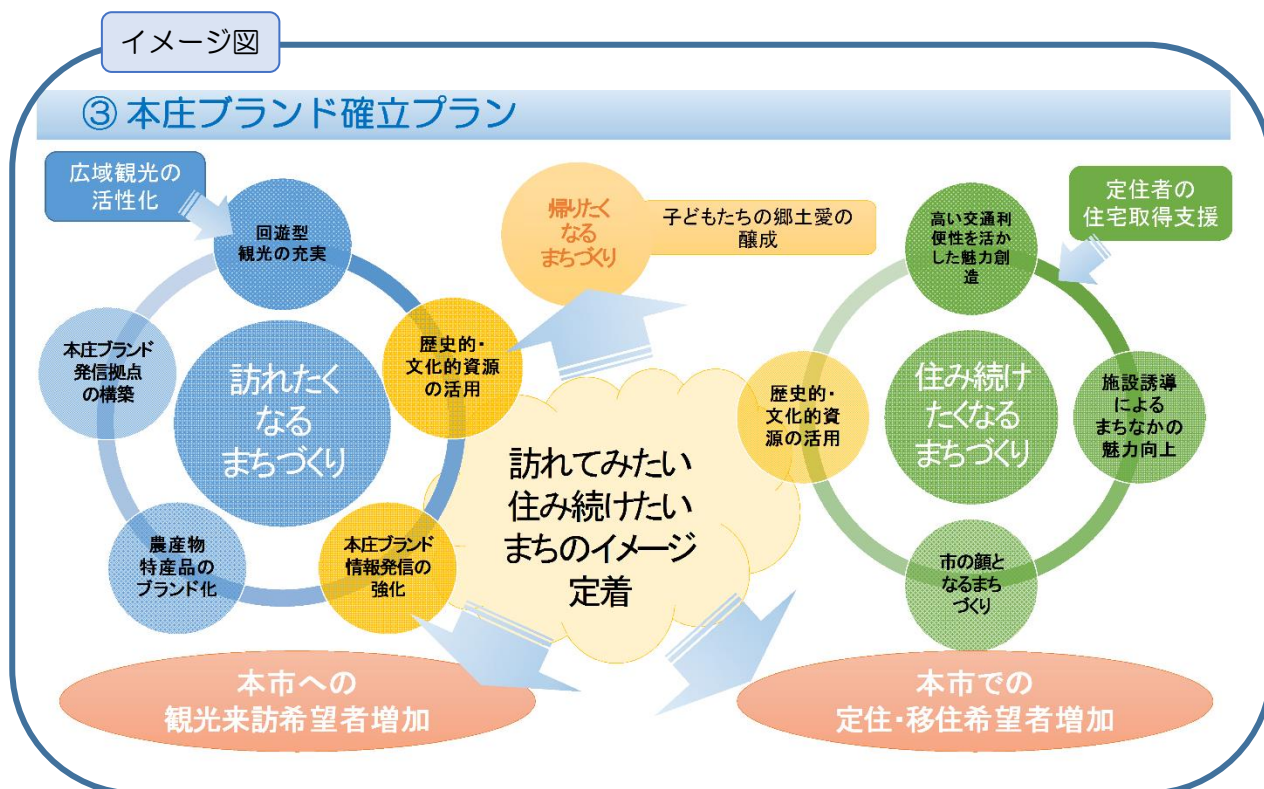 イメージ図
③ 本庄ブランド確立プラン
広域観光の
活性化
回遊型
観光の充実
本庄ブランド
発信拠点
の構築
訪れたく
なる
まちづくり
歴史的・
文化的資源
の活用
農産物
特産品の
ブランド化
本庄ブランド
情報発信の
強化
帰りたく
なる
まちづくり
子どもたちの郷土愛の
醸成
訪れてみたい
住み続けたい
まちのイメージ
定着
定住者の
住宅取得支援
高い交通利
便性を活か
した魅力創
造
歴史的・
文化的資
源の活用
住み続け
たくなる
まちづくり
施設誘導
による
まちなかの
魅力向上
市の顔と
なるまち
づくり
本市への
観光来訪希望者増加
本市での
定住・移住希望者増加